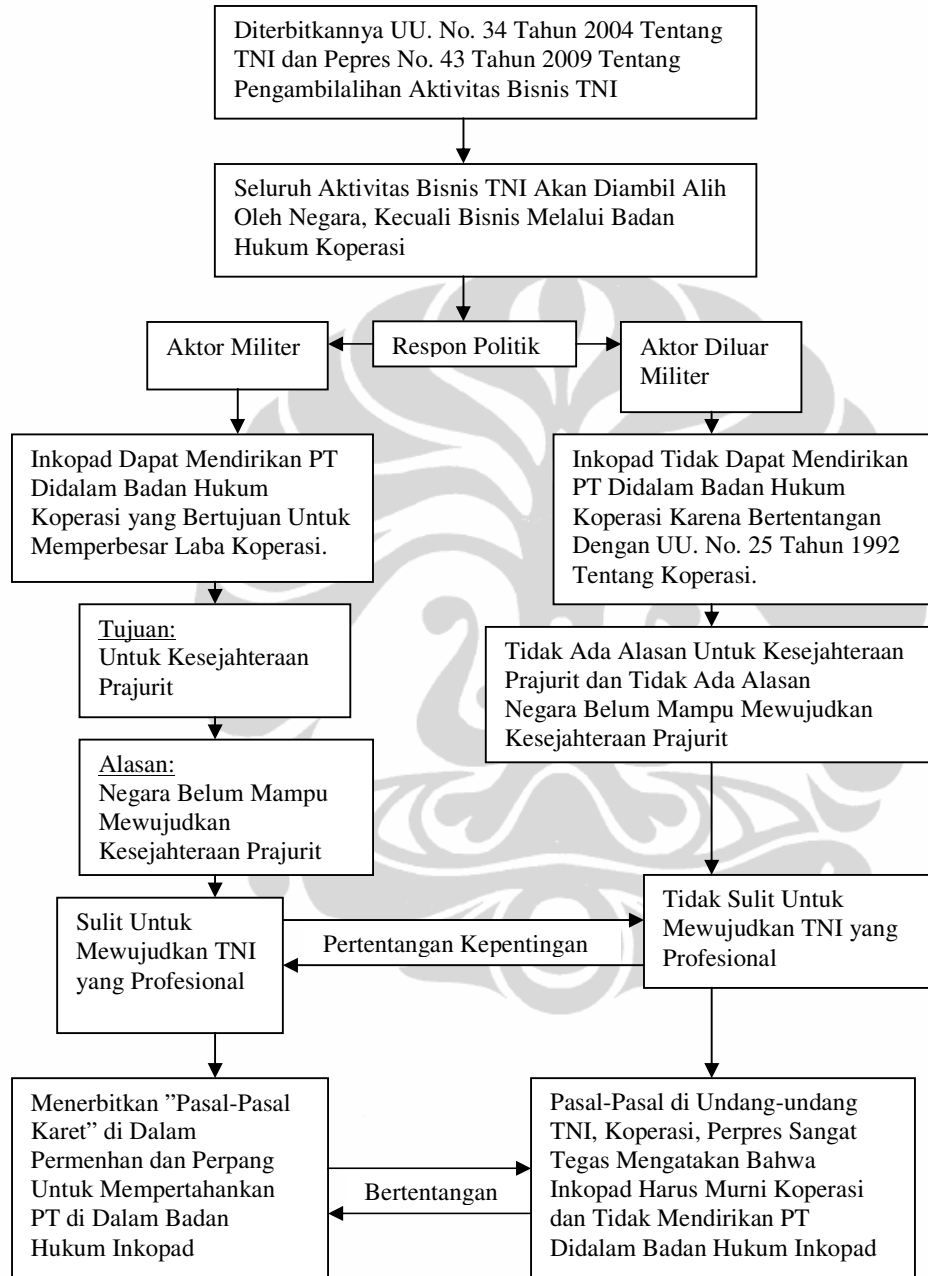 Diterbitkannya UU. No. 34 Tahun 2004 Tentang
TNI dan Pepres No. 43 Tahun 2009 Tentang
Pengambilalihan Aktivitas Bisnis TNI
Seluruh Aktivitas Bisnis TNI Akan Diambil Alih
Oleh Negara, Kecuali Bisnis Melalui Badan
Hukum Koperasi
Aktor Militer
Respon Politik
Aktor Diluar
Militer
Inkopad Dapat Mendirikan PT
Didalam Badan Hukum
Koperasi yang Bertujuan Untuk
Memperbesar Laba Koperasi.
Inkopad Tidak Dapat Mendirikan
PT Didalam Badan Hukum
Koperasi Karena Bertentangan
Dengan UU. No. 25 Tahun 1992
Tentang Koperasi.
Tujuan:
Untuk Kesejahteraan
Prajurit
Tidak Ada Alasan Untuk Kesejahteraan
Prajurit dan Tidak Ada Alasan
Negara Belum Mampu Mewujudkan
Kesejahteraan Prajurit
Alasan:
Negara Belum Mampu
Mewujudkan
Kesejahteraan Prajurit
Sulit Untuk
Mewujudkan TNI
yang Profesional
Pertentangan Kepentingan
Tidak Sulit Untuk
Mewujudkan TNI yang
Profesional
Menerbitkan ”Pasal-Pasal
Karet” di Dalam
Permenhan dan Perpang
Untuk Mempertahankan
PT di Dalam Badan
Hukum Inkopad
Bertentangan
Pasal-Pasal di Undang-undang
TNI, Koperasi, Perpres Sangat
Tegas Mengatakan Bahwa
Inkopad Harus Murni Koperasi
dan Tidak Mendirikan PT
Didalam Badan Hukum Inkopad